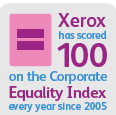 Xerox
has scored
100
on the Corporate
Equality Index
every year since 2005